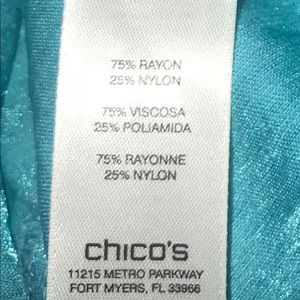 75% RAYON
25% NYLON
75% VISCOSA
25% POLIAMIDA
75% RAYONNE
25% NYLON
chico's
11215 METRO PARKWAY
FORT MYERS, FL 33966